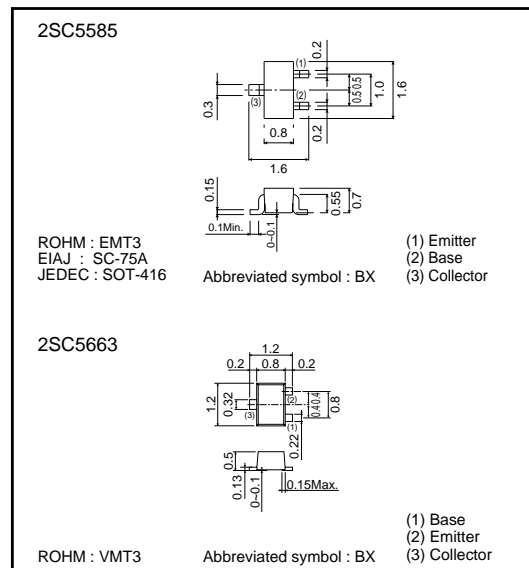 2SC5585
0.2
(1)
0.3
(3)
0.5 0.5
1.0
1.6
(2)
0.8
0.2
1.6
0.15
0.55
0.7
0.1Min.
0~0.1
ROHM : EMT3
EIAJ : SC-75A
JEDEC : SOT-416
Abbreviated symbol : BX
(1) Emitter
(2) Base
(3) Collector
2SC5663
1.2
0.2 0.8 0.2
1.2
0.32
(3)
(2)
0.4 0.4
0.8
(1)
0.22
0.5
0.13
0~0.1
0.15Max.
ROHM : VMT3
Abbreviated symbol : BX
(1) Base
(2) Emitter
(3) Collector